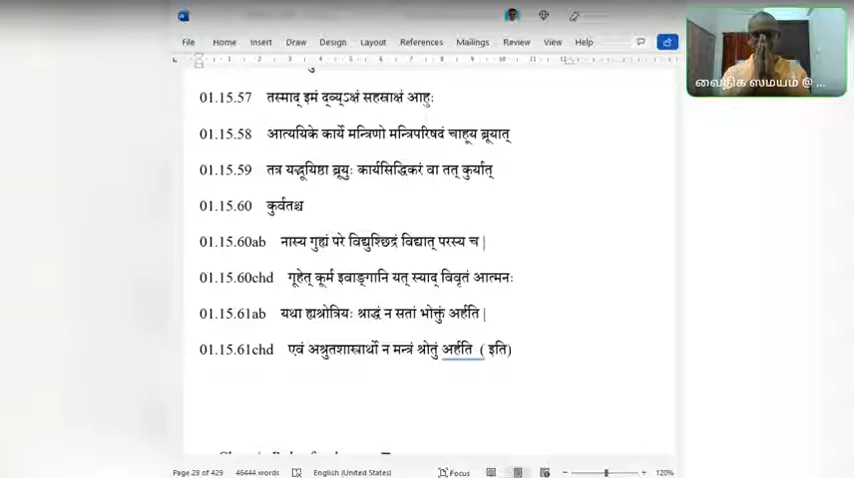 File Home Insert Draw Design Layout References Mailings Review View Help
01.15.57 तस्माद् इमं द्व्यऽक्षं सहस्राक्षं आहुः
01.15.58 आत्ययिके कार्ये मन्त्रिणो मन्त्रिपरिषदं चाहूय ब्रूयात्
01.15.59 तत्र यद्भूयिष्ठा ब्रूयुः कार्यसिद्धिकरं वा तत् कुर्यात्
01.15.60 कुर्वतश्च
01.15.60ab नास्य गुह्यं परे विद्युश्छिद्रं विद्यात् परस्य च |
01.15.60chd गूहेत् कूर्म इवाङ्गानि यत् स्याद् विवृतं आत्मनः
01.15.61ab यथा ह्यश्रोत्रियः श्राद्धं न सतां भोक्तुं अर्हति |
01.15.61chd एवं अश्रुतशास्त्रार्थो न मन्त्रं श्रोतुं अर्हति ( इति)
Page 29 of 429 46444 words English (United States) Focus 120%
வைதிக ஸமயம் @ ...